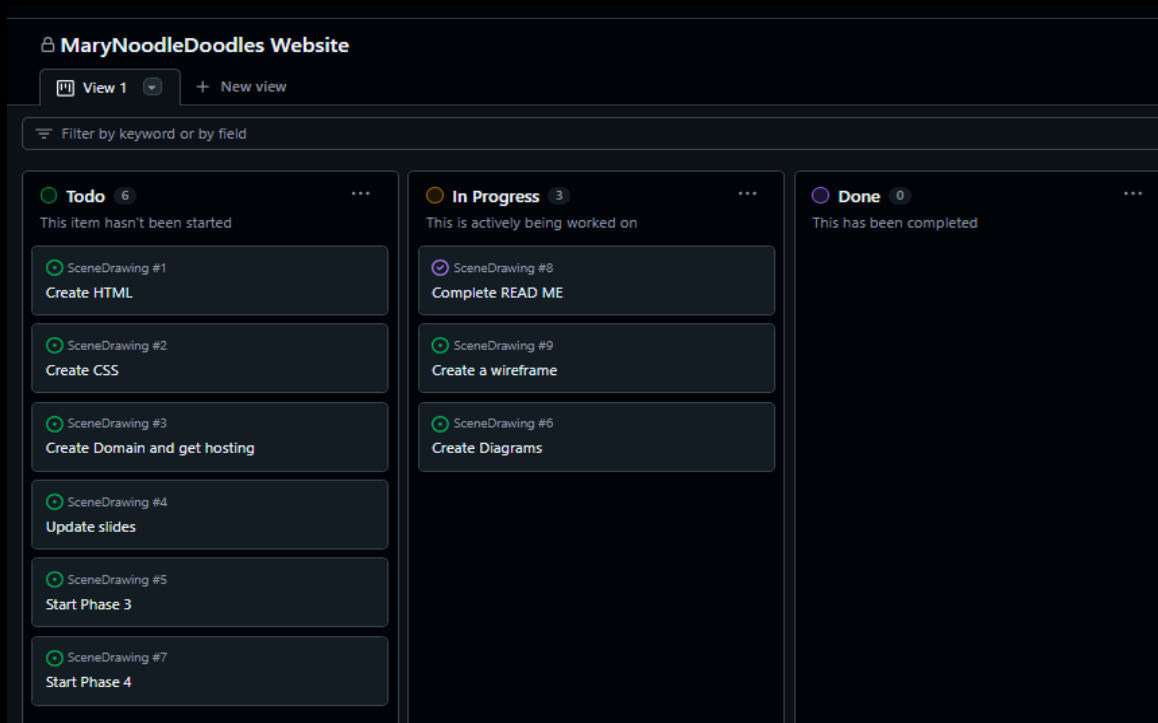 MaryNoodleDoodles Website
View 1
New view
Filter by keyword or by field
Todo 6
This item hasn't been started
SceneDrawing #1
Create HTML
SceneDrawing #2
Create CSS
SceneDrawing #3
Create Domain and get hosting
SceneDrawing #4
Update slides
SceneDrawing #5
Start Phase 3
SceneDrawing #7
Start Phase 4
In Progress 3
This is actively being worked on
SceneDrawing #8
Complete READ ME
SceneDrawing #9
Create a wireframe
SceneDrawing #6
Create Diagrams
Done 0
This has been completed